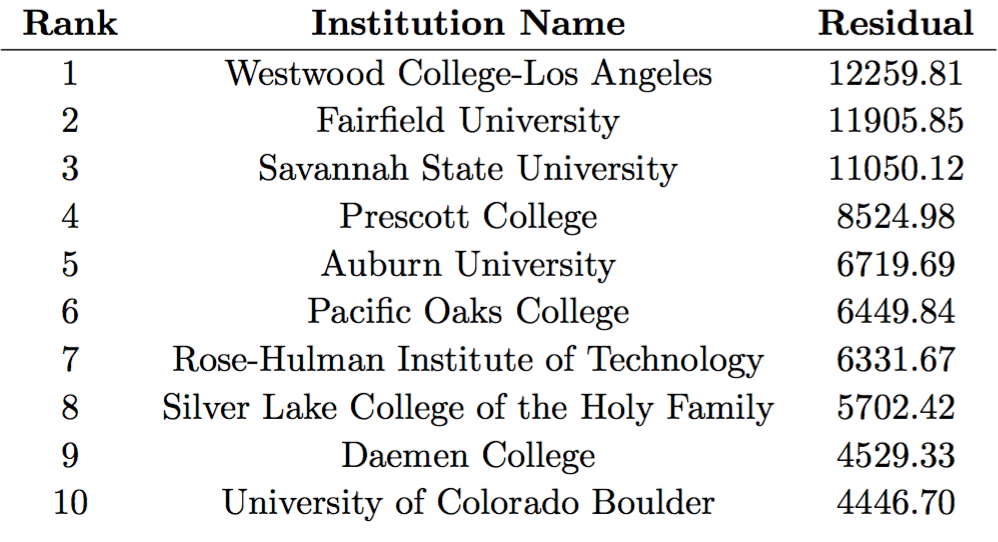 Rank Institution Name Residual
1 Westwood College-Los Angeles 12259.81
2 Fairfield University 11905.85
3 Savannah State University 11050.12
4 Prescott College 8524.98
5 Auburn University 6719.69
6 Pacific Oaks College 6449.84
7 Rose-Hulman Institute of Technology 6331.67
8 Silver Lake College of the Holy Family 5702.42
9 Daemen College 4529.33
10 University of Colorado Boulder 4446.70